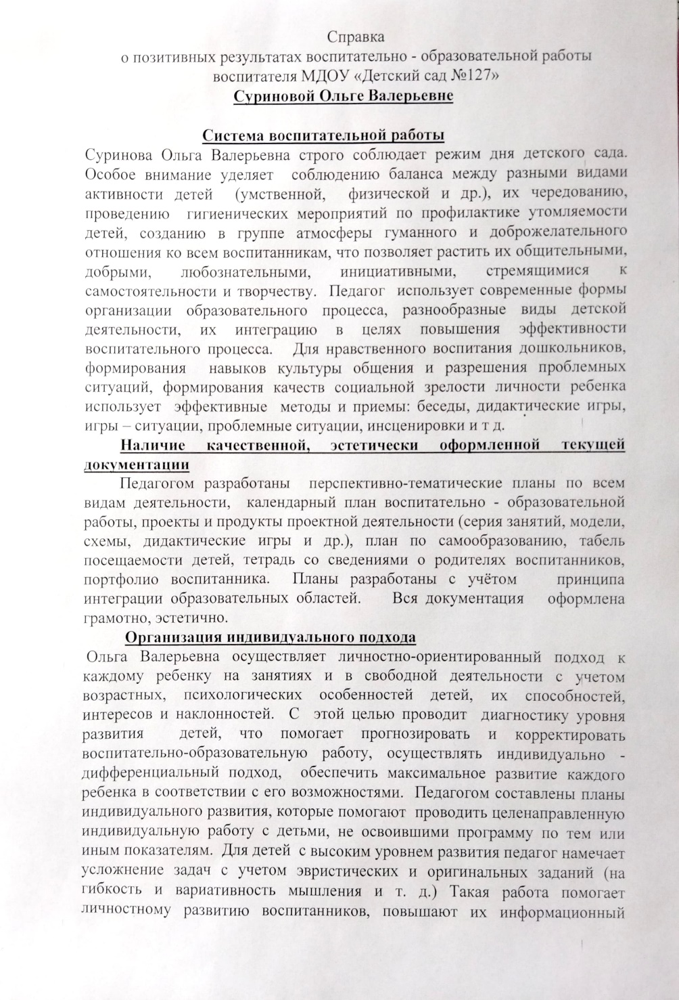 Справка
о позитивных результатах воспитательно - образовательной работы
воспитателя МДОУ «Детский сад №127»
Суриновой Ольге Валерьевне
Система воспитательной работы
Суринова Ольга Валерьевна строго соблюдает режим дня детского сада.
Особое внимание уделяет соблюдению баланса между разными видами
активности детей (умственной, физической и др.), их чередованию,
проведению гигиенических мероприятий по профилактике утомляемости
детей, созданию в группе атмосферы гуманного и доброжелательного
отношения ко всем воспитанникам, что позволяет растить их общительными,
добрыми, любознательными, инициативными, стремящимися к
самостоятельности и творчеству. Педагог использует современные формы
организации образовательного процесса, разнообразные виды детской
деятельности, их интеграцию в целях повышения эффективности
воспитательного процесса. Для нравственного воспитания дошкольников,
формирования навыков культуры общения и разрешения проблемных
ситуаций, формирования качеств социальной зрелости личности ребенка
использует эффективные методы и приемы: беседы, дидактические игры,
игры – ситуации, проблемные ситуации, инсценировки и т д.
Наличие качественной, эстетически оформленной текущей
документации
Педагогом разработаны перспективно-тематические планы по всем
видам деятельности, календарный план воспитательно - образовательной
работы, проекты и продукты проектной деятельности (серия занятий, модели,
схемы, дидактические игры и др.), план по самообразованию, табель
посещаемости детей, тетрадь со сведениями о родителях воспитанников,
портфолио воспитанника. Планы разработаны с учётом принципа
интеграции образовательных областей. Вся документация оформлена
грамотно, эстетично.
Организация индивидуального подхода
Ольга Валерьевна осуществляет личностно-ориентированный подход к
каждому ребенку на занятиях и в свободной деятельности с учетом
возрастных, психологических особенностей детей, их способностей,
интересов и наклонностей. С этой целью проводит диагностику уровня
развития детей, что помогает прогнозировать и корректировать
воспитательно-образовательную работу, осуществлять индивидуально -
дифференциальный подход, обеспечить максимальное развитие каждого
ребенка в соответствии с его возможностями. Педагогом составлены планы
индивидуального развития, которые помогают проводить целенаправленную
индивидуальную работу с детьми, не освоившими программу по тем или
иным показателям. Для детей с высоким уровнем развития педагог намечает
усложнение задач с учетом эвристических и оригинальных заданий (на
гибкость и вариативность мышления и т. д.) Такая работа помогает
личностному развитию воспитанников, повышают их информационный